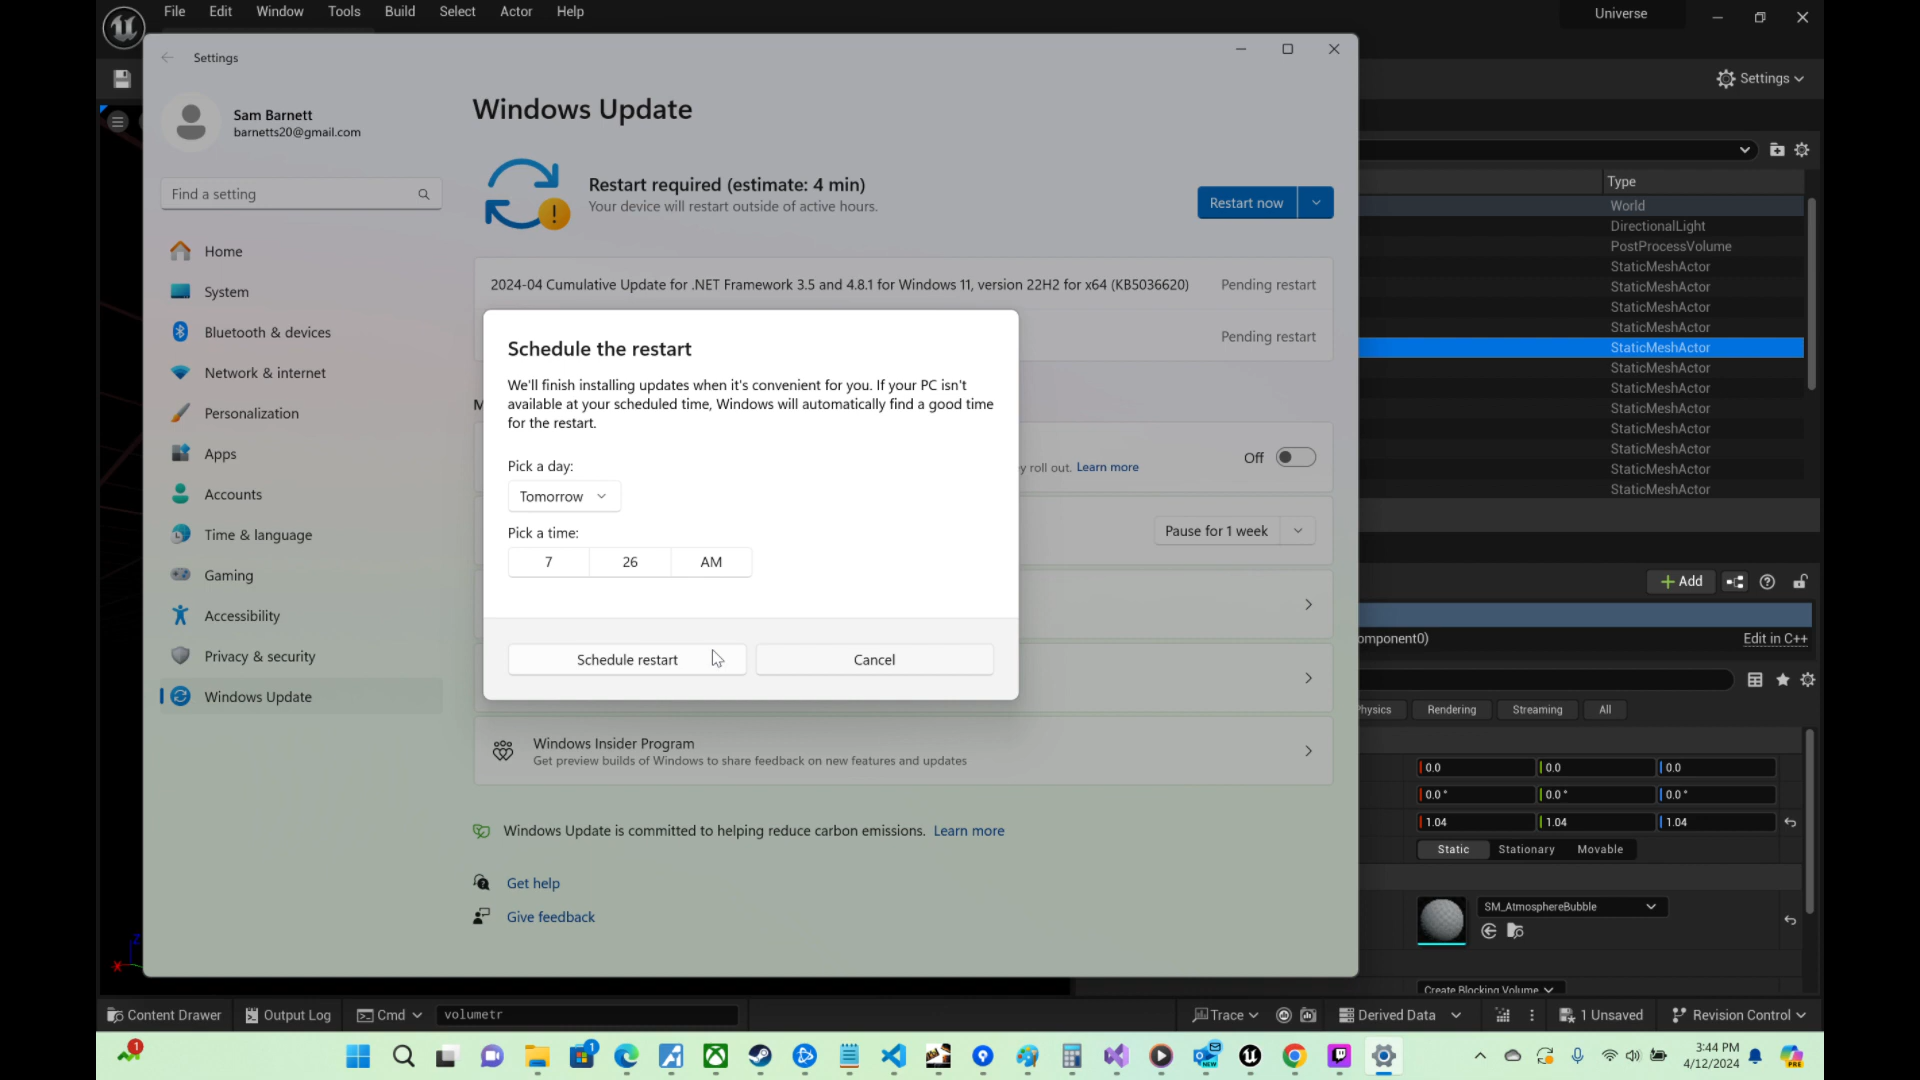 File Edit Window Tools Build Select Actor Help
Universe
Settings
Settings
Sam Barnett
barnetts20@gmail.com
Find a setting
Home
System
Bluetooth & devices
Network & internet
Personalization
Apps
Accounts
Time & language
Gaming
Accessibility
Privacy & security
Windows Update
Windows Update
Restart required (estimate: 4 min)
Your device will restart outside of active hours.
Restart now
2024-04 Cumulative Update for .NET Framework 3.5 and 4.8.1 for Windows 11, version 22H2 for x64 (KB5036620) Pending restart
Pending restart
M
Schedule the restart
We'll finish installing updates when it's convenient for you. If your PC isn't
available at your scheduled time, Windows will automatically find a good time
for the restart.
Pick a day:
Tomorrow
Pick a time:
7 26 AM
Schedule restart Cancel
y roll out. Learn more
Off
Pause for 1 week
Windows Insider Program
Get preview builds of Windows to share feedback on new features and updates
Windows Update is committed to helping reduce carbon emissions. Learn more
Get help
Give feedback
Type
World
DirectionalLight
PostProcessVolume
StaticMeshActor
StaticMeshActor
StaticMeshActor
StaticMeshActor
StaticMeshActor
StaticMeshActor
StaticMeshActor
StaticMeshActor
StaticMeshActor
StaticMeshActor
StaticMeshActor
StaticMeshActor
Add
omponent0) Edit in C++
hysics Rendering Streaming All
0.0 0.0 0.0
0.0 ° 0.0 ° 0.0 °
1.04 1.04 1.04
Static Stationary Movable
SM_AtmosphereBubble
Create Blocking Volume
Z
X
Content Drawer Output Log Cmd volumetr Trace Derived Data 1 Unsaved Revision Control
1
1
NEW
PRE
3:44 PM
4/12/2024